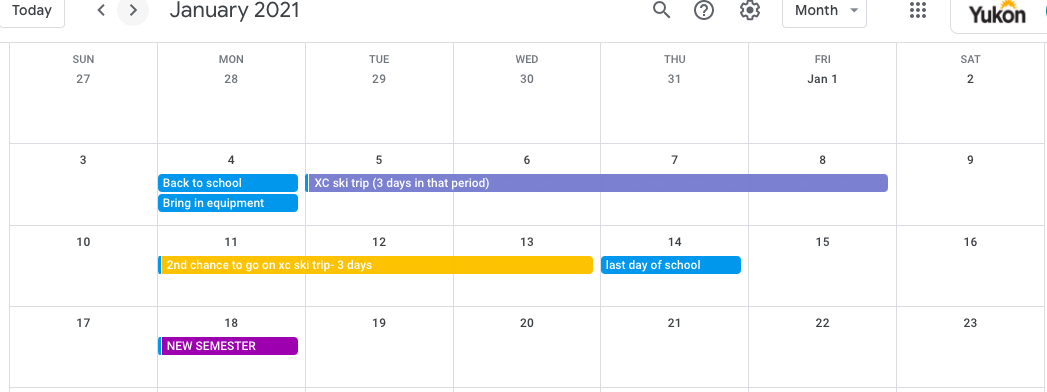 Today January 2021 Month Yukon
SUN MON TUE WED THU FRI SAT
27 28 29 30 31 Jan 1 2
3 4 5 6 7 8 9
Back to school XC ski trip (3 days in that period)
Bring in equipment
10 11 12 13 14 15 16
2nd chance to go on xc ski trip- 3 days last day of school
17 18 19 20 21 22 23
NEW SEMESTER